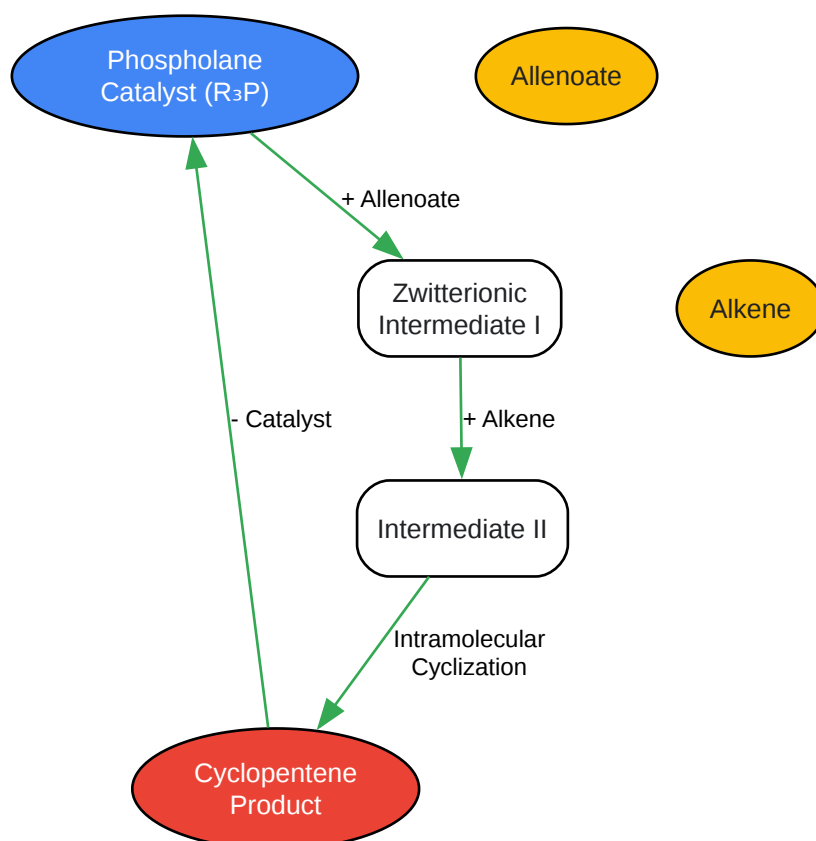 Phospholane
Catalyst (R₃P)
Allenoate
+ Allenoate
Zwitterionic
Intermediate I
Alkene
- Catalyst
+ Alkene
Intermediate II
Intramolecular
Cyclization
Cyclopentene
Product